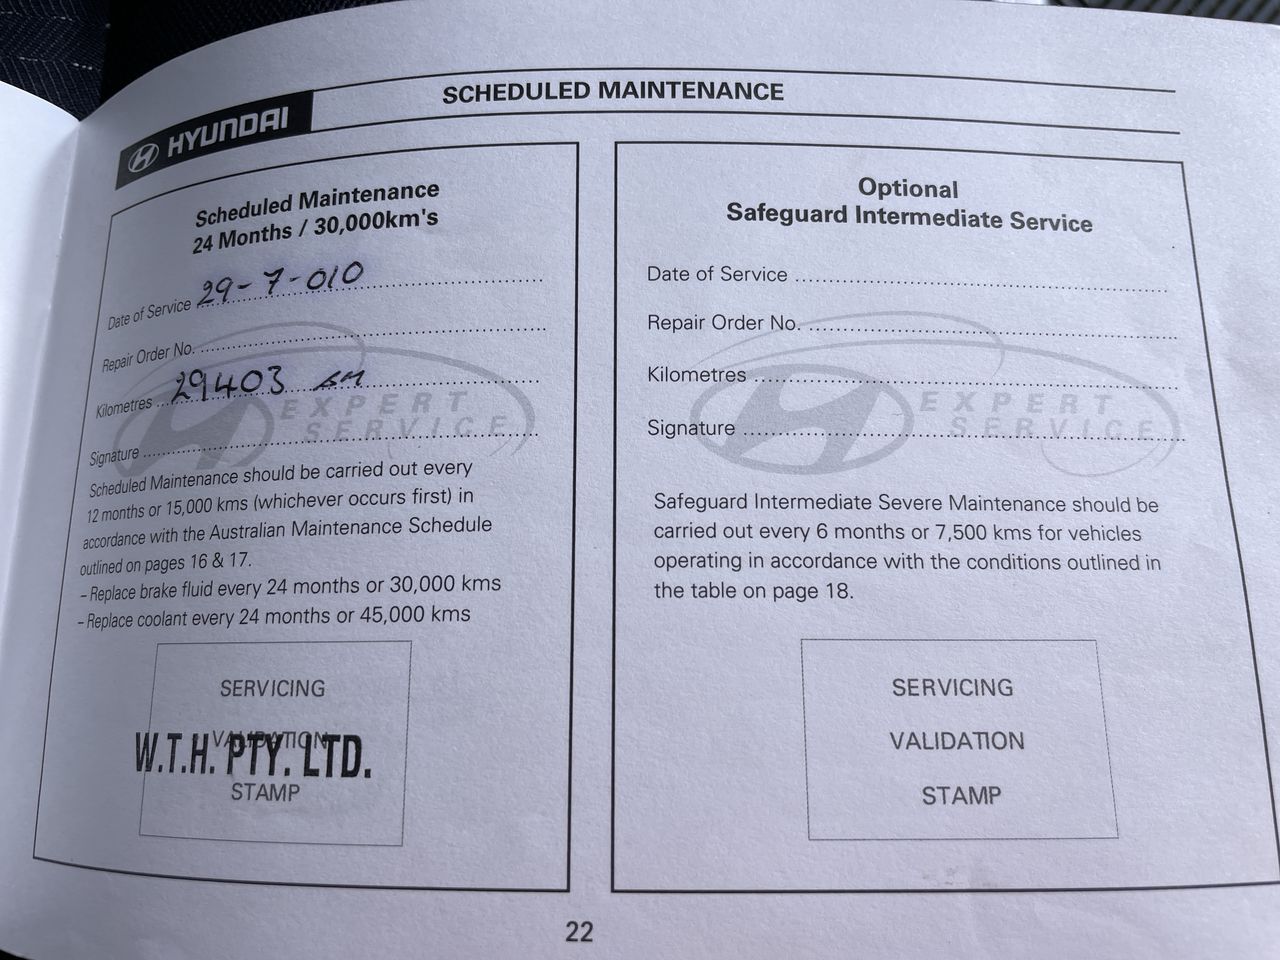 SCHEDULED MAINTENANCE
HYUNDAI
Scheduled Maintenance
24 Months / 30,000km's
Date of Service 29-7-010
Repair Order No.
Kilometres 29403 KM
Signature
EXPERT
SERVICE
Scheduled Maintenance should be carried out every
12 months or 15,000 kms (whichever occurs first) in
accordance with the Australian Maintenance Schedule
outlined on pages 16 & 17.
– Replace brake fluid every 24 months or 30,000 kms
– Replace coolant every 24 months or 45,000 kms
SERVICING
VALIDATION
W.T.H. PTY. LTD.
STAMP
Optional
Safeguard Intermediate Service
Date of Service
Repair Order No.
Kilometres
Signature
EXPERT
SERVICE
Safeguard Intermediate Severe Maintenance should be
carried out every 6 months or 7,500 kms for vehicles
operating in accordance with the conditions outlined in
the table on page 18.
SERVICING
VALIDATION
STAMP
22